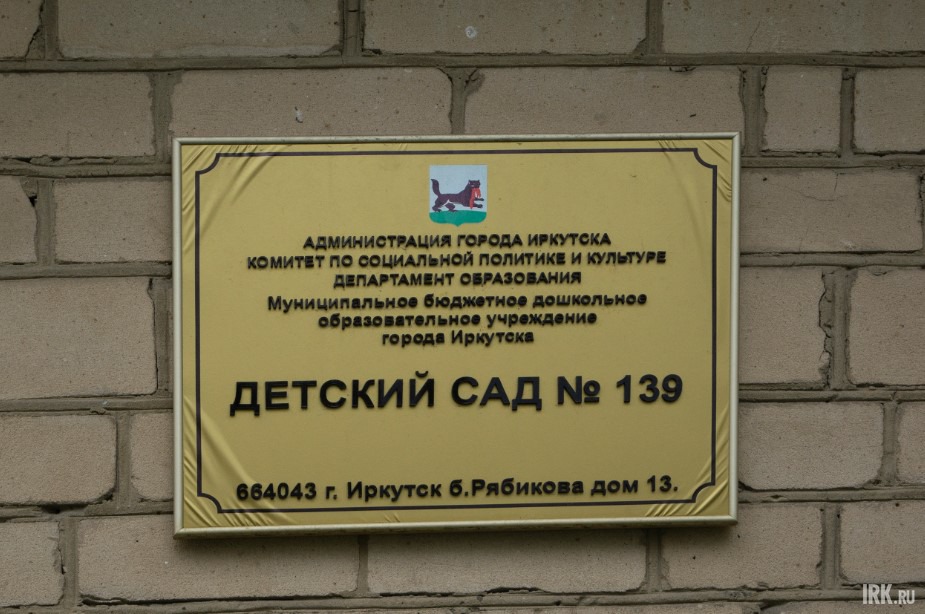 АДМИНИСТРАЦИЯ ГОРОДА ИРКУТСКА
КОМИТЕТ ПО СОЦИАЛЬНОЙ ПОЛИТИКЕ И КУЛЬТУРЕ
ДЕПАРТАМЕНТ ОБРАЗОВАНИЯ
Муниципальное бюджетное дошкольное
образовательное учреждение
города Иркутска
ДЕТСКИЙ САД № 139
664043 г. Иркутск б.Рябикова дом 13.
IRK.RU